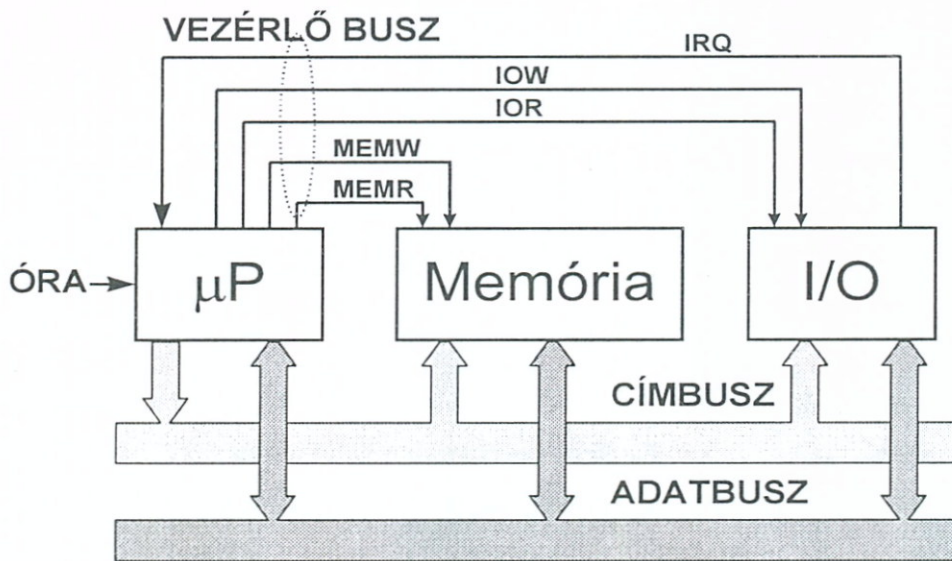 VEZÉRLŐ BUSZ
IRQ
IOW
IOR
MEMW
MEMR
ÓRA
μP
Memória
I/O
CÍMBUSZ
ADATBUSZ